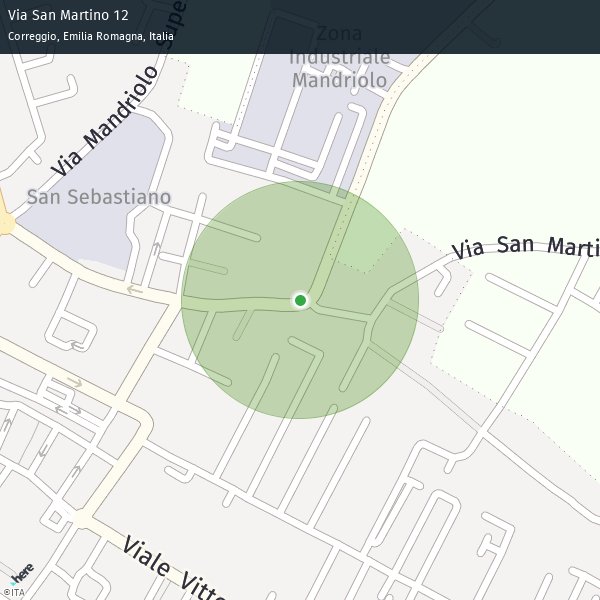 Via San Martino 12
Correggio, Emilia Romagna, Italia
Zona
Industriale
Mandriolo
Via Mandriolo Supe
San Sebastiano
Via San Marti
Viale Vitto
here
©ITA